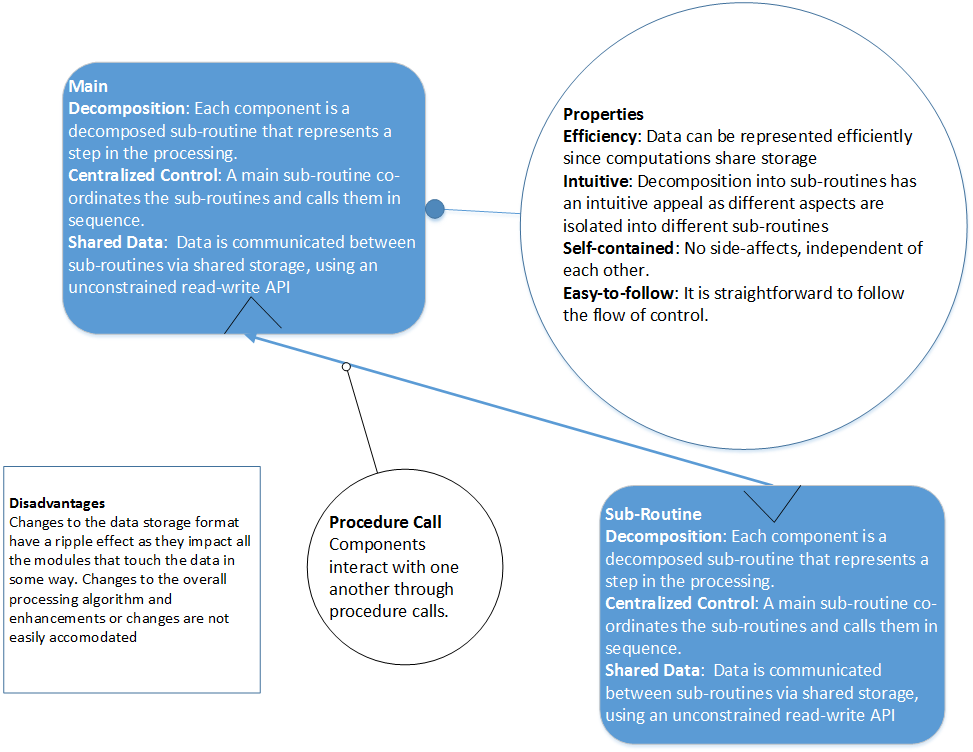 Main
Decomposition: Each component is a
decomposed sub-routine that represents a
step in the processing.
Centralized Control: A main sub-routine co-
ordinates the sub-routines and calls them in
sequence.
Shared Data:  Data is communicated between
sub-routines via shared storage, using an
unconstrained read-write API
Properties
Efficiency: Data can be represented efficiently
since computations share storage
Intuitive: Decomposition into sub-routines has
an intuitive appeal as different aspects are
isolated into different sub-routines
Self-contained: No side-affects, independent of
each other.
Easy-to-follow: It is straightforward to follow
the flow of control.
Disadvantages
Changes to the data storage format
have a ripple effect as they impact all
the modules that touch the data in
some way. Changes to the overall
processing algorithm and
enhancements or changes are not
easily accomodated
Procedure Call
Components
interact with one
another through
procedure calls.
Sub-Routine
Decomposition: Each component is a
decomposed sub-routine that represents a
step in the processing.
Centralized Control: A main sub-routine co-
ordinates the sub-routines and calls them in
sequence.
Shared Data:  Data is communicated
between sub-routines via shared storage,
using an unconstrained read-write API